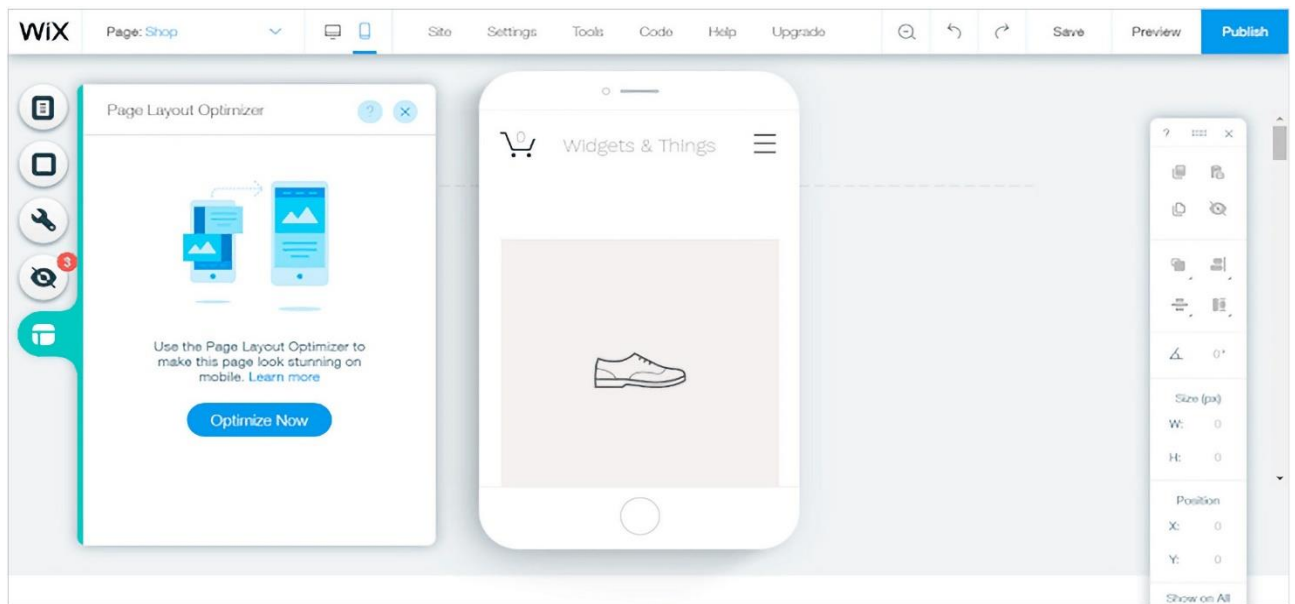 WiX Page: Shop Site Settings Tools Code Help Upgrade Save Preview Publish
Page Layout Optimizer ? ×
3
Use the Page Layout Optimizer to
make this page look stunning on
mobile. Learn more
Optimize Now
0 Widgets & Things
? ×
0°
Size (px)
W: 0
H: 0
Position
X: 0
Y: 0
Show on All